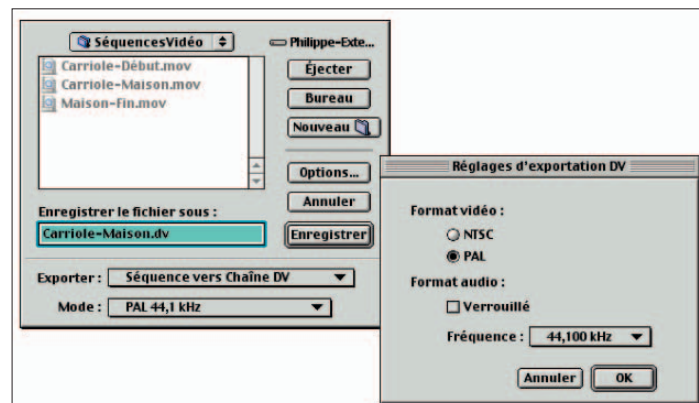 SéquencesVidéo
Philippe-Exte...
Carriole-Début.mov
Carriole-Maison.mov
Maison-Fin.mov
Éjecter
Bureau
Nouveau
Options...
Annuler
Enregistrer le fichier sous :
Carriole-Maison.dv
Enregistrer
Exporter : Séquence vers Chaîne DV
Mode : PAL 44,1 kHz
Réglages d'exportation DV
Format vidéo :
NTSC
PAL
Format audio :
Verrouillé
Fréquence : 44,100 kHz
Annuler OK